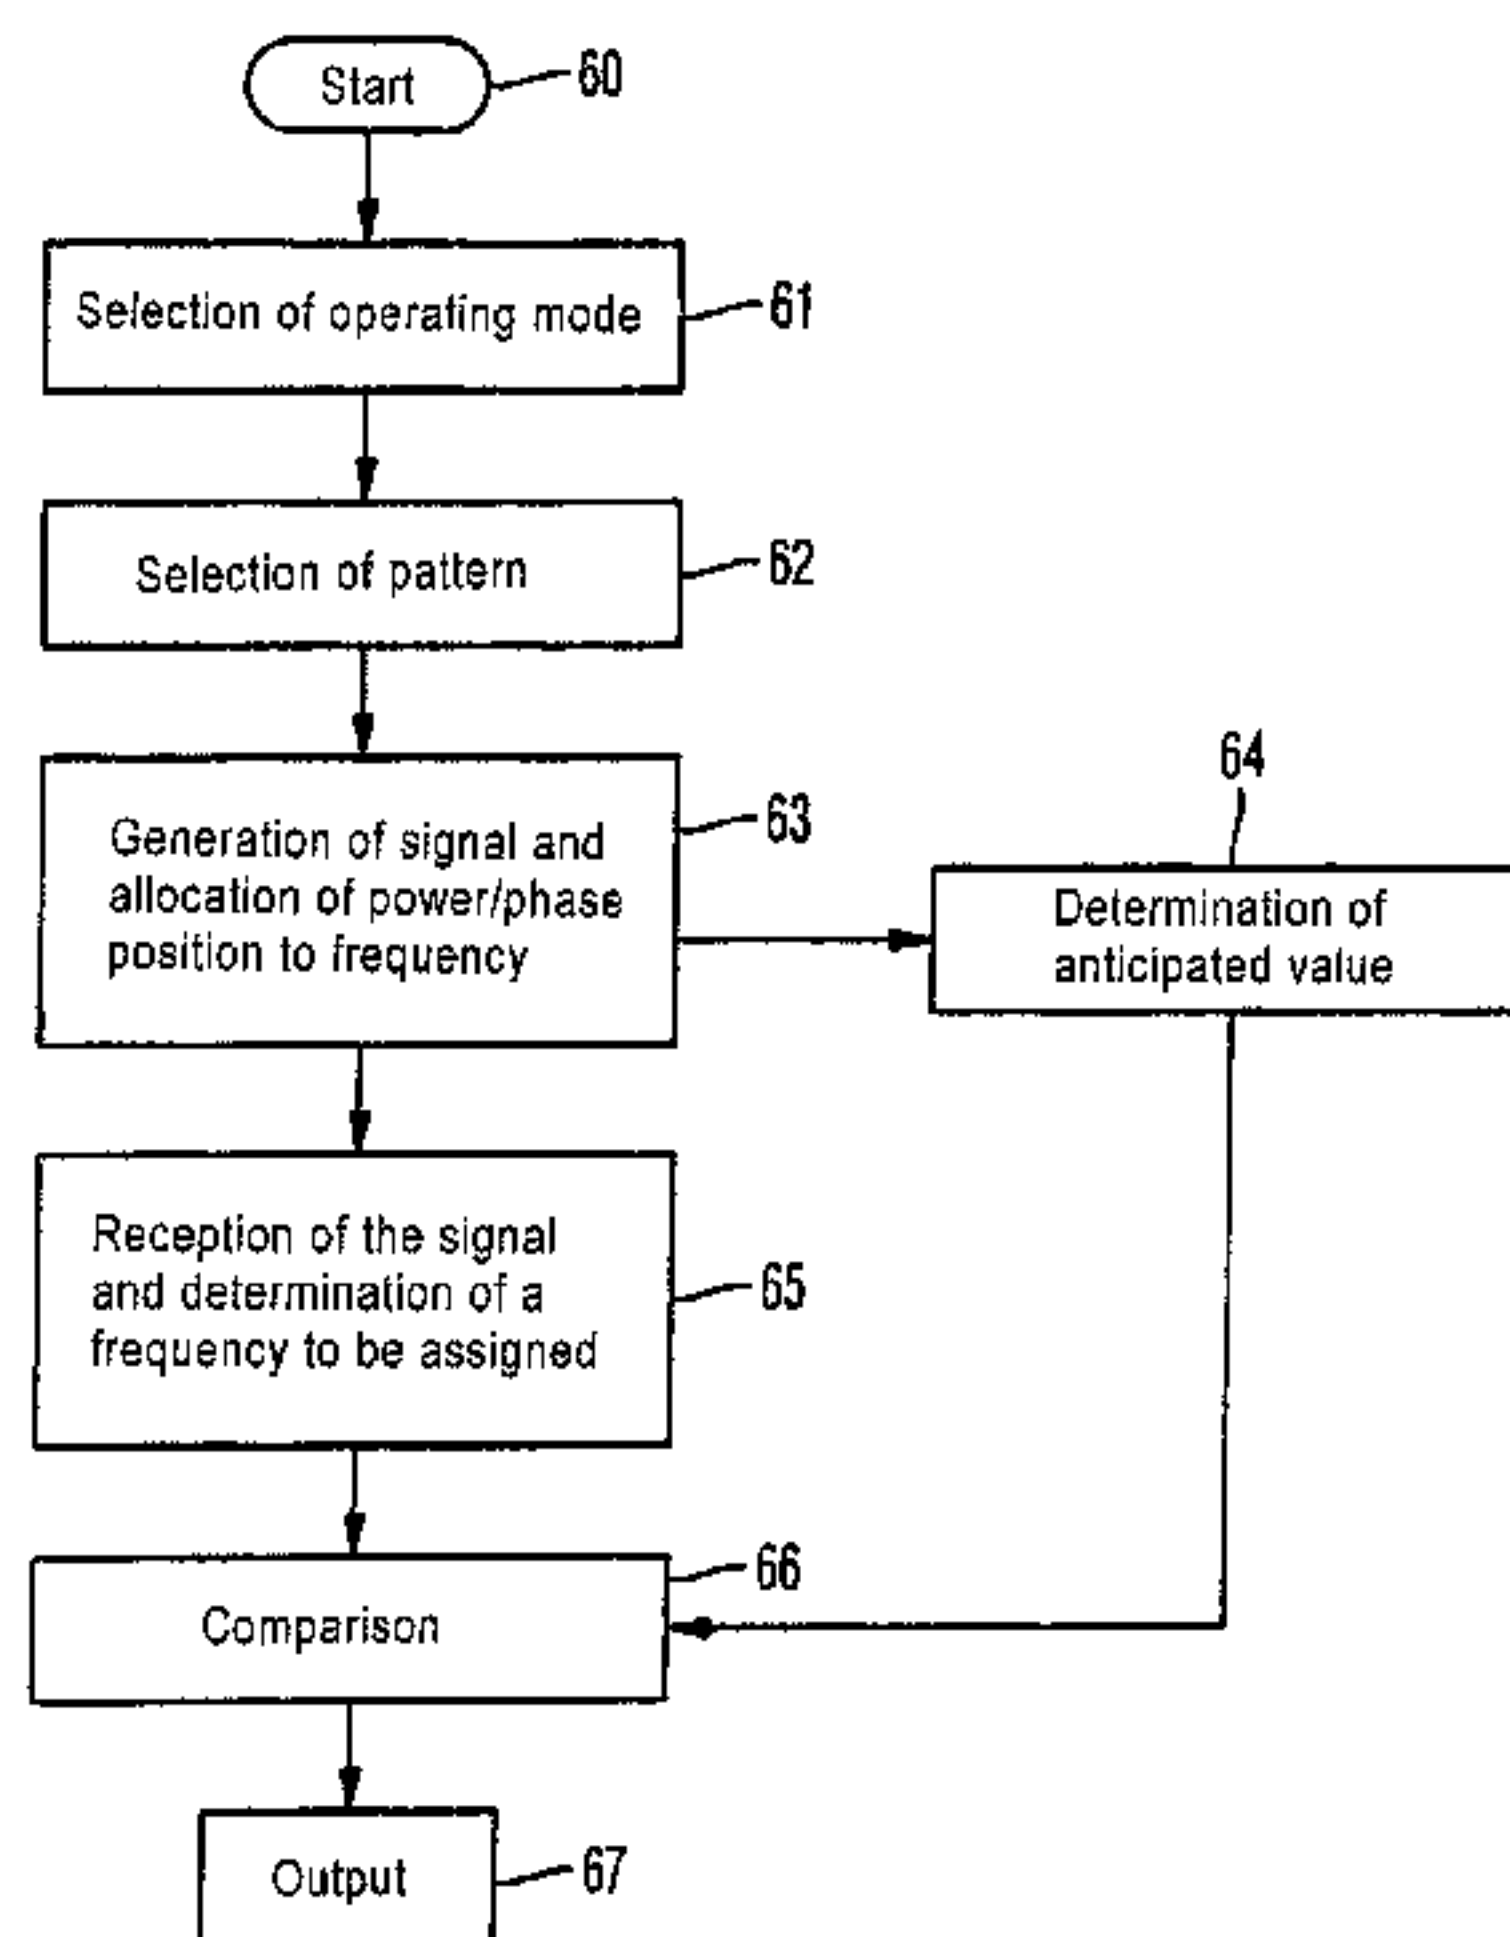 Start
60
Selection of operating mode
61
Selection of pattern
62
Generation of signal and
allocation of power/phase
position to frequency
63
64
Determination of
anticipated value
Reception of the signal
and determination of a
frequency to be assigned
65
Comparison
66
Output
67